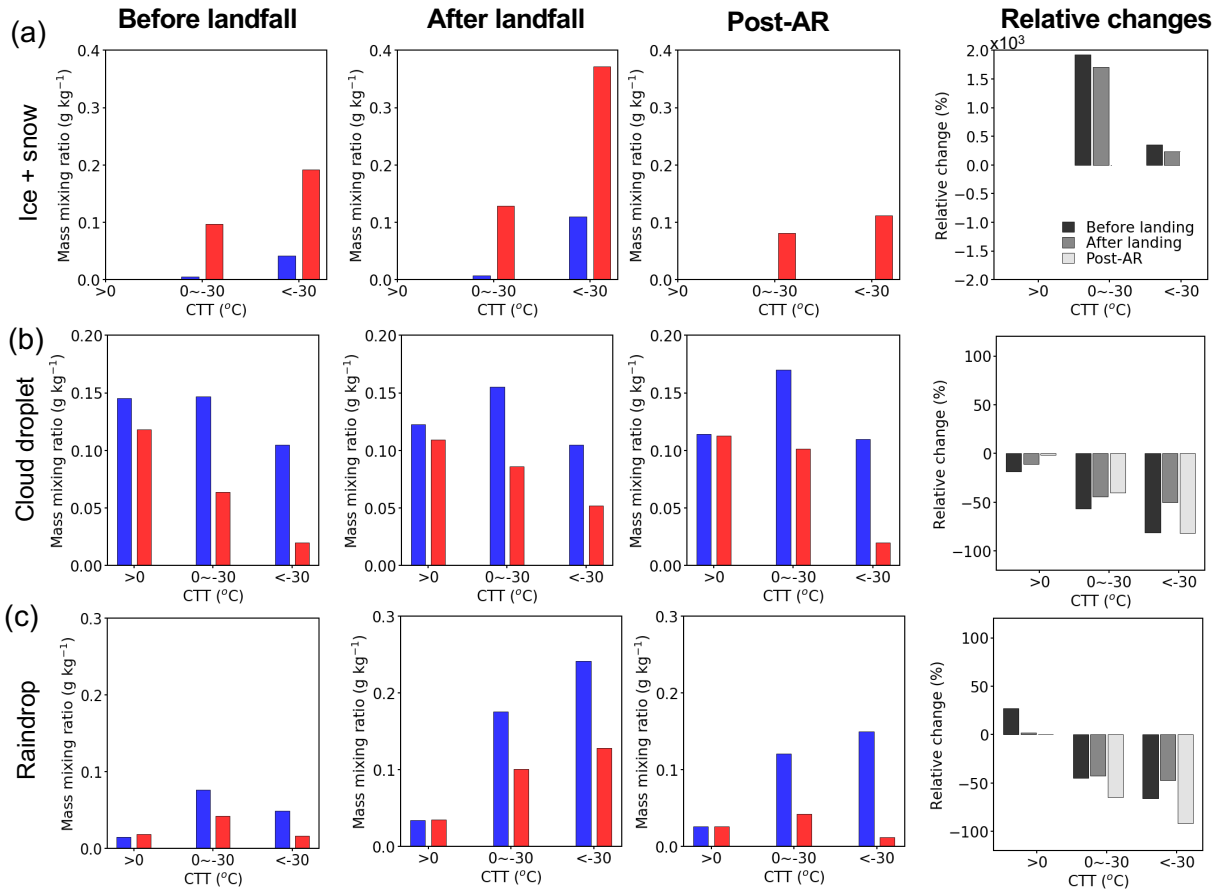 Before landfall After landfall Post-AR Relative changes
(a)
Ice + snow
Mass mixing ratio (g kg⁻¹)
0.4
0.3
0.2
0.1
0.0
>0 0~-30 <-30
CTT (°C)
Mass mixing ratio (g kg⁻¹)
0.4
0.3
0.2
0.1
0.0
>0 0~-30 <-30
CTT (°C)
Mass mixing ratio (g kg⁻¹)
0.4
0.3
0.2
0.1
0.0
>0 0~-30 <-30
CTT (°C)
x10³
Relative change (%)
2.0
1.5
1.0
0.5
0.0
−0.5
−1.0
−1.5
−2.0
Before landing
After landing
Post-AR
>0 0~-30 <-30
CTT (°C)
(b)
Cloud droplet
Mass mixing ratio (g kg⁻¹)
0.20
0.15
0.10
0.05
0.00
>0 0~-30 <-30
CTT (°C)
Mass mixing ratio (g kg⁻¹)
0.20
0.15
0.10
0.05
0.00
>0 0~-30 <-30
CTT (°C)
Mass mixing ratio (g kg⁻¹)
0.20
0.15
0.10
0.05
0.00
>0 0~-30 <-30
CTT (°C)
Relative change (%)
100
50
0
−50
−100
>0 0~-30 <-30
CTT (°C)
(c)
Raindrop
Mass mixing ratio (g kg⁻¹)
0.3
0.2
0.1
0.0
>0 0~-30 <-30
CTT (°C)
Mass mixing ratio (g kg⁻¹)
0.3
0.2
0.1
0.0
>0 0~-30 <-30
CTT (°C)
Mass mixing ratio (g kg⁻¹)
0.3
0.2
0.1
0.0
>0 0~-30 <-30
CTT (°C)
Relative change (%)
100
50
0
−50
−100
>0 0~-30 <-30
CTT (°C)